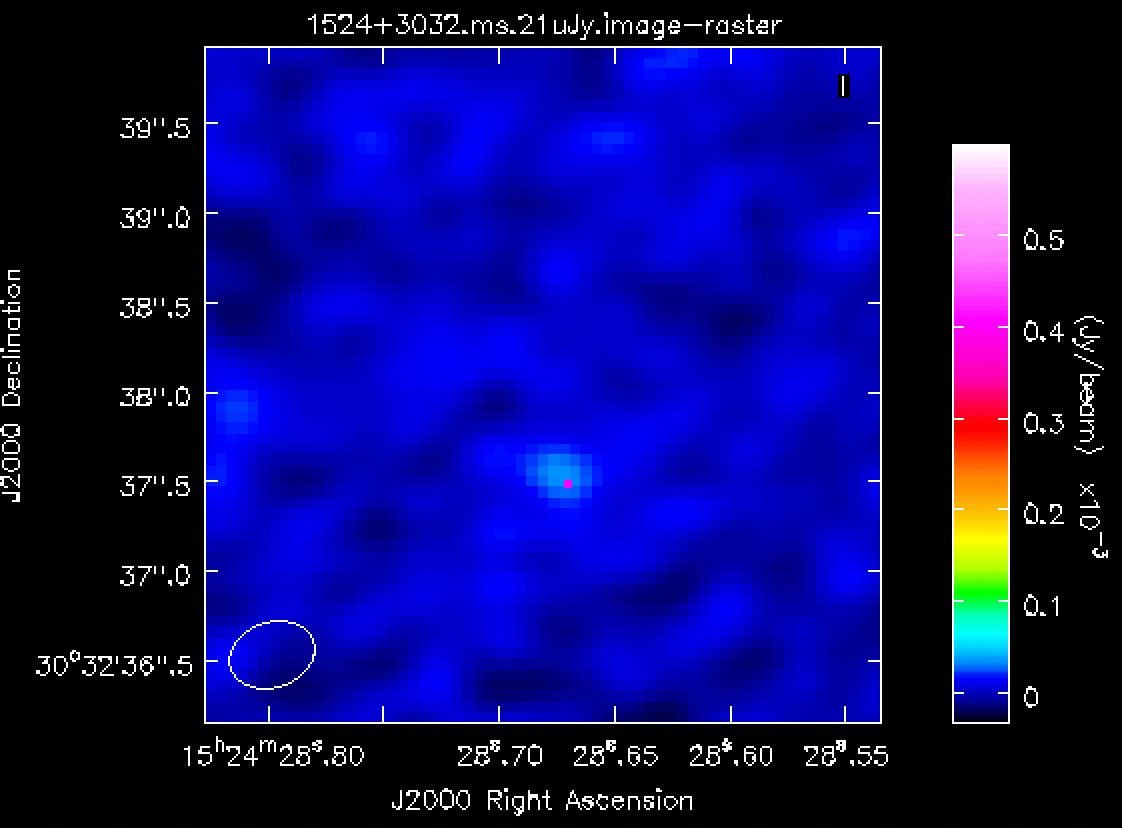 1524+3032.ms.21uJy.image-raster
I
39".5
39".0
38".5
38".0
37".5
37".0
30°32'36".5
J2000 Declination
15ʰ24ᵐ28ˢ.80
28ˢ.70
28ˢ.65
28ˢ.60
28ˢ.55
J2000 Right Ascension
0.5
0.4
0.3
0.2
0.1
0
(Jy/beam) x10⁻³